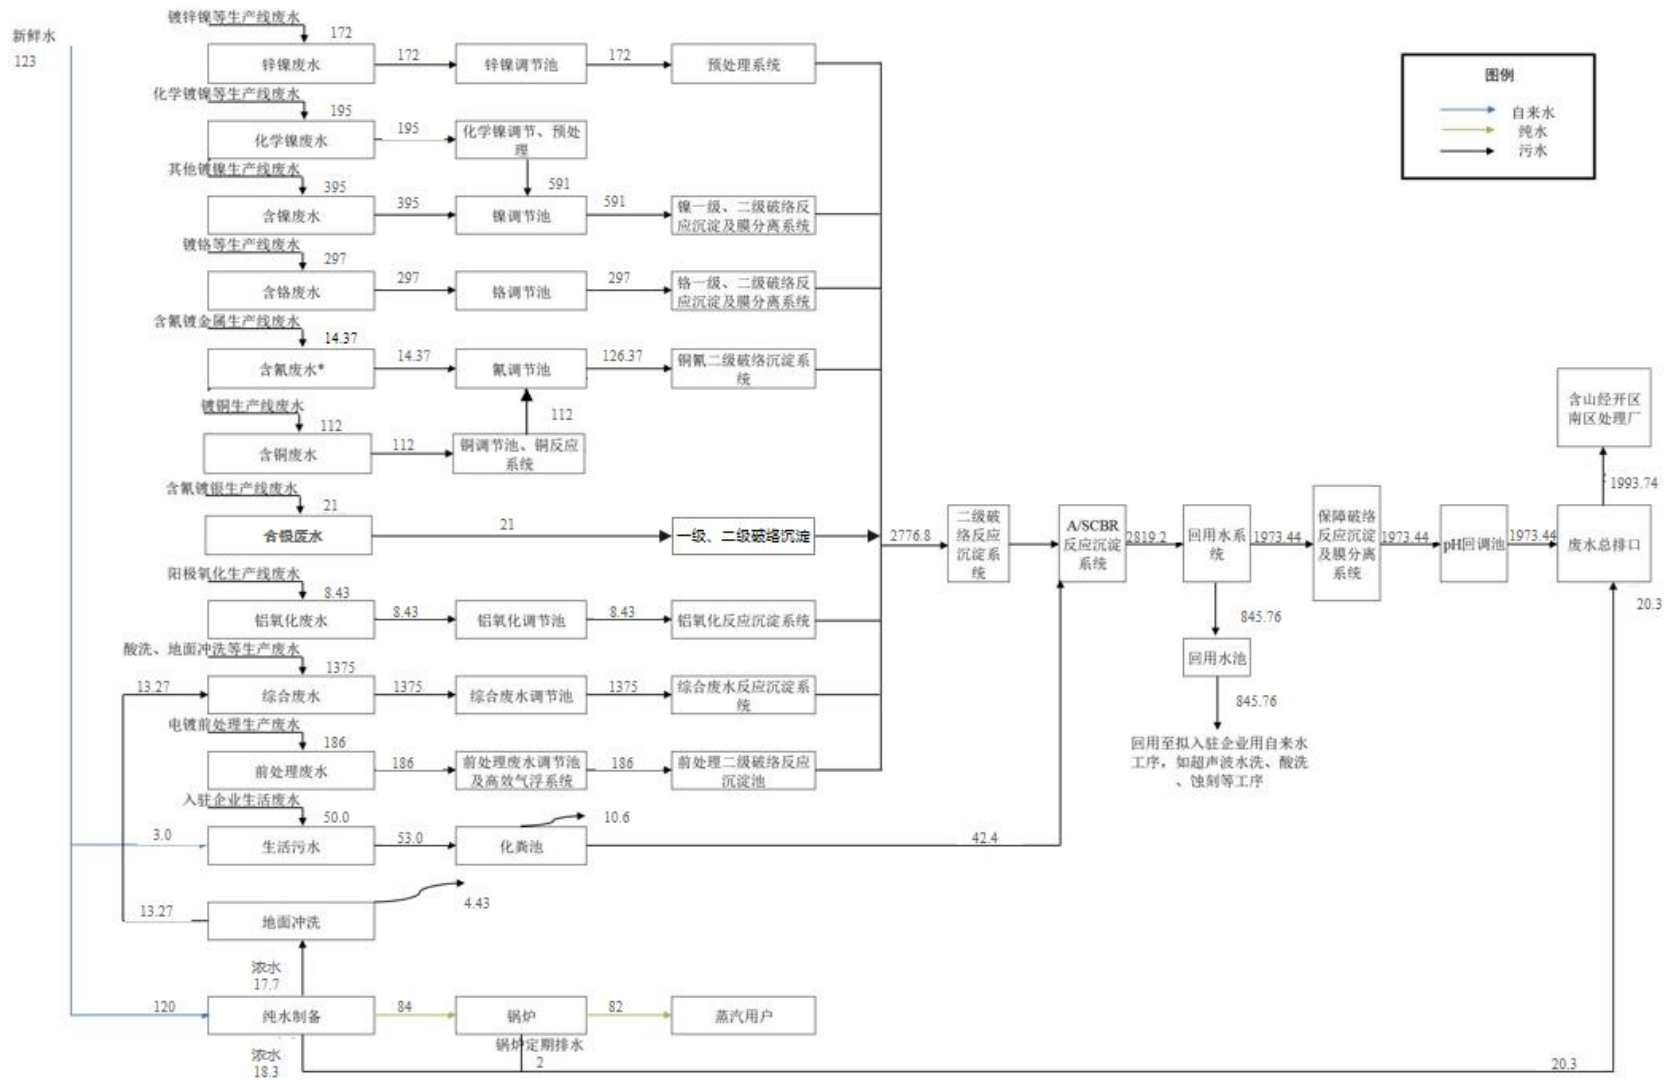 镀锌镍等生产线废水
新鲜水
123
172
锌镍废水
172
锌镍调节池
172
预处理系统
图例
自来水
纯水
污水
化学镀镍等生产线废水
195
化学镍废水
195
化学镍调节、预处
理
591
其他镀镍生产线废水
395
含镍废水
395
镍调节池
591
镍一级、二级破络反
应沉淀及膜分离系统
镀铬等生产线废水
297
含铬废水
297
铬调节池
297
铬一级、二级破络反
应沉淀及膜分离系统
含氰镀金属生产线废水
14.37
含氰废水*
14.37
氰调节池
126.37
铜氰二级破络沉淀系
统
镀铜生产线废水
112
含铜废水
112
铜调节池、铜反应
系统
112
含氰镀银生产线废水
21
含银废水
21
一级、二级破络沉淀
2776.8
二级破
络反应
沉淀系
统
A/SCBR
反应沉淀
系统
2819.2
回用水系
统
1973.44
保障破络
反应沉淀
及膜分离
系统
1973.44
pH回调池
1973.44
废水总排口
1993.74
含山经开区
南区处理厂
20.3
845.76
回用水池
845.76
回用至拟入驻企业用自来水
工序，如超声波水洗、酸洗
、蚀刻等工序
阳极氧化生产线废水
8.43
铝氧化废水
8.43
铝氧化调节池
8.43
铝氧化反应沉淀系统
酸洗、地面冲洗等生产废水
1375
13.27
综合废水
1375
综合废水调节池
1375
综合废水反应沉淀系
统
电镀前处理生产废水
186
前处理废水
186
前处理废水调节池
及高效气浮系统
186
前处理二级破络反应
沉淀池
入驻企业生活废水
50.0
3.0
生活污水
53.0
化粪池
10.6
42.4
13.27
地面冲洗
4.43
浓水
17.7
120
纯水制备
84
锅炉
82
蒸汽用户
浓水
18.3
锅炉定期排水
2
20.3